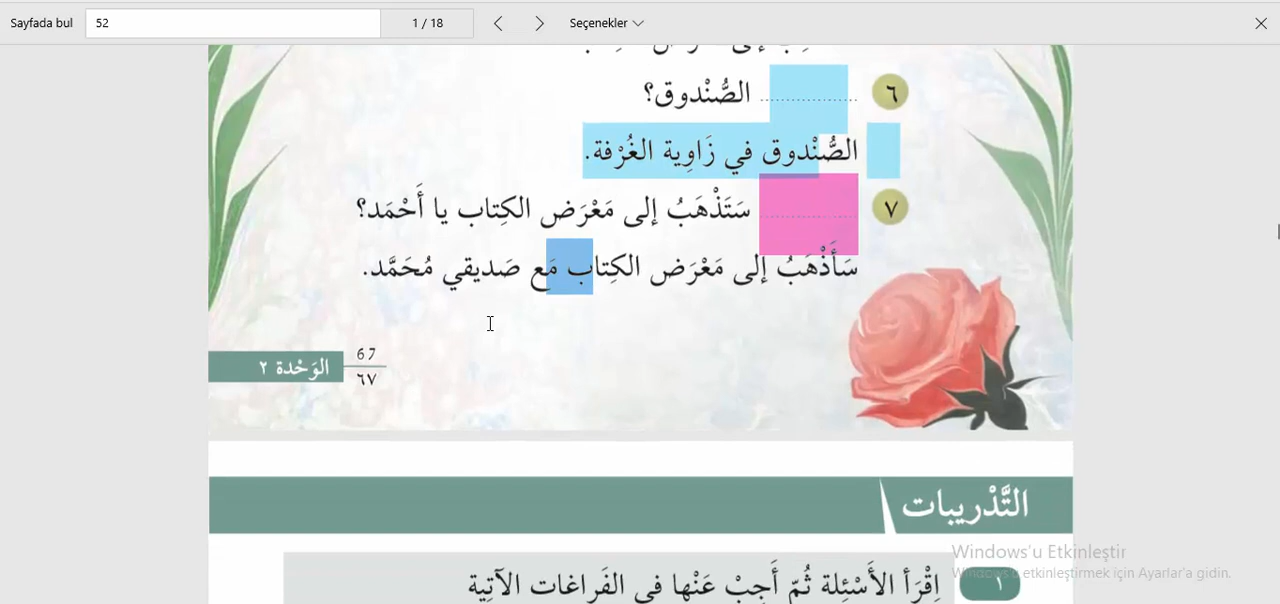 Sayfada bul 52 1 / 18 Seçenekler
٦ .................. الصُّنْدوق؟
الصُّنْدوق في زَاوِية الغُرْفة.
٧ .................. سَتَذْهَبُ إلى مَعْرَض الكِتاب يا أَحْمَد؟
سَأَذْهَبُ إلى مَعْرَض الكِتاب مَع صَديقي مُحَمَّد.
67
٦٧
الوَحْدة ٢
التَّدْريبات
Windows'u Etkinleştir
Windows'u etkinleştirmek için Ayarlar'a gidin.
١ اِقْرَأ الأَسْئِلة ثُمّ أَجِبْ عَنْها في الفَراغات الآتِية